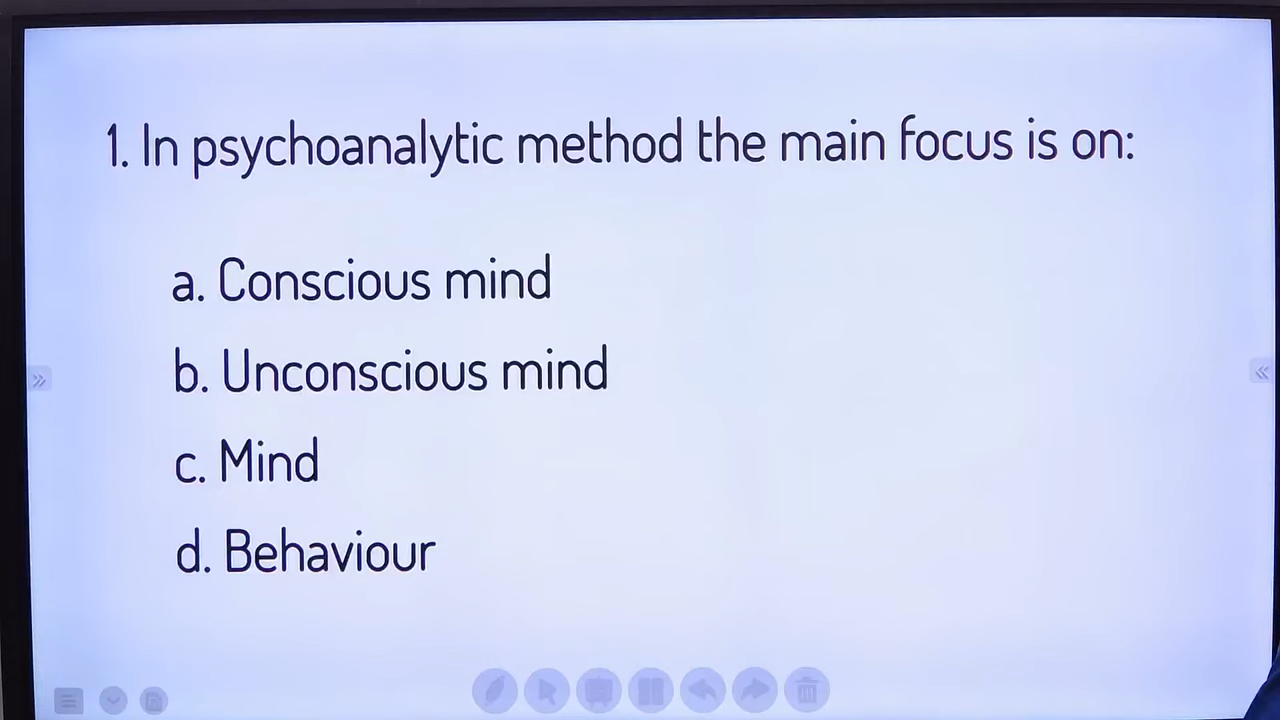 1. In psychoanalytic method the main focus is on:
a. Conscious mind
b. Unconscious mind
c. Mind
d. Behaviour